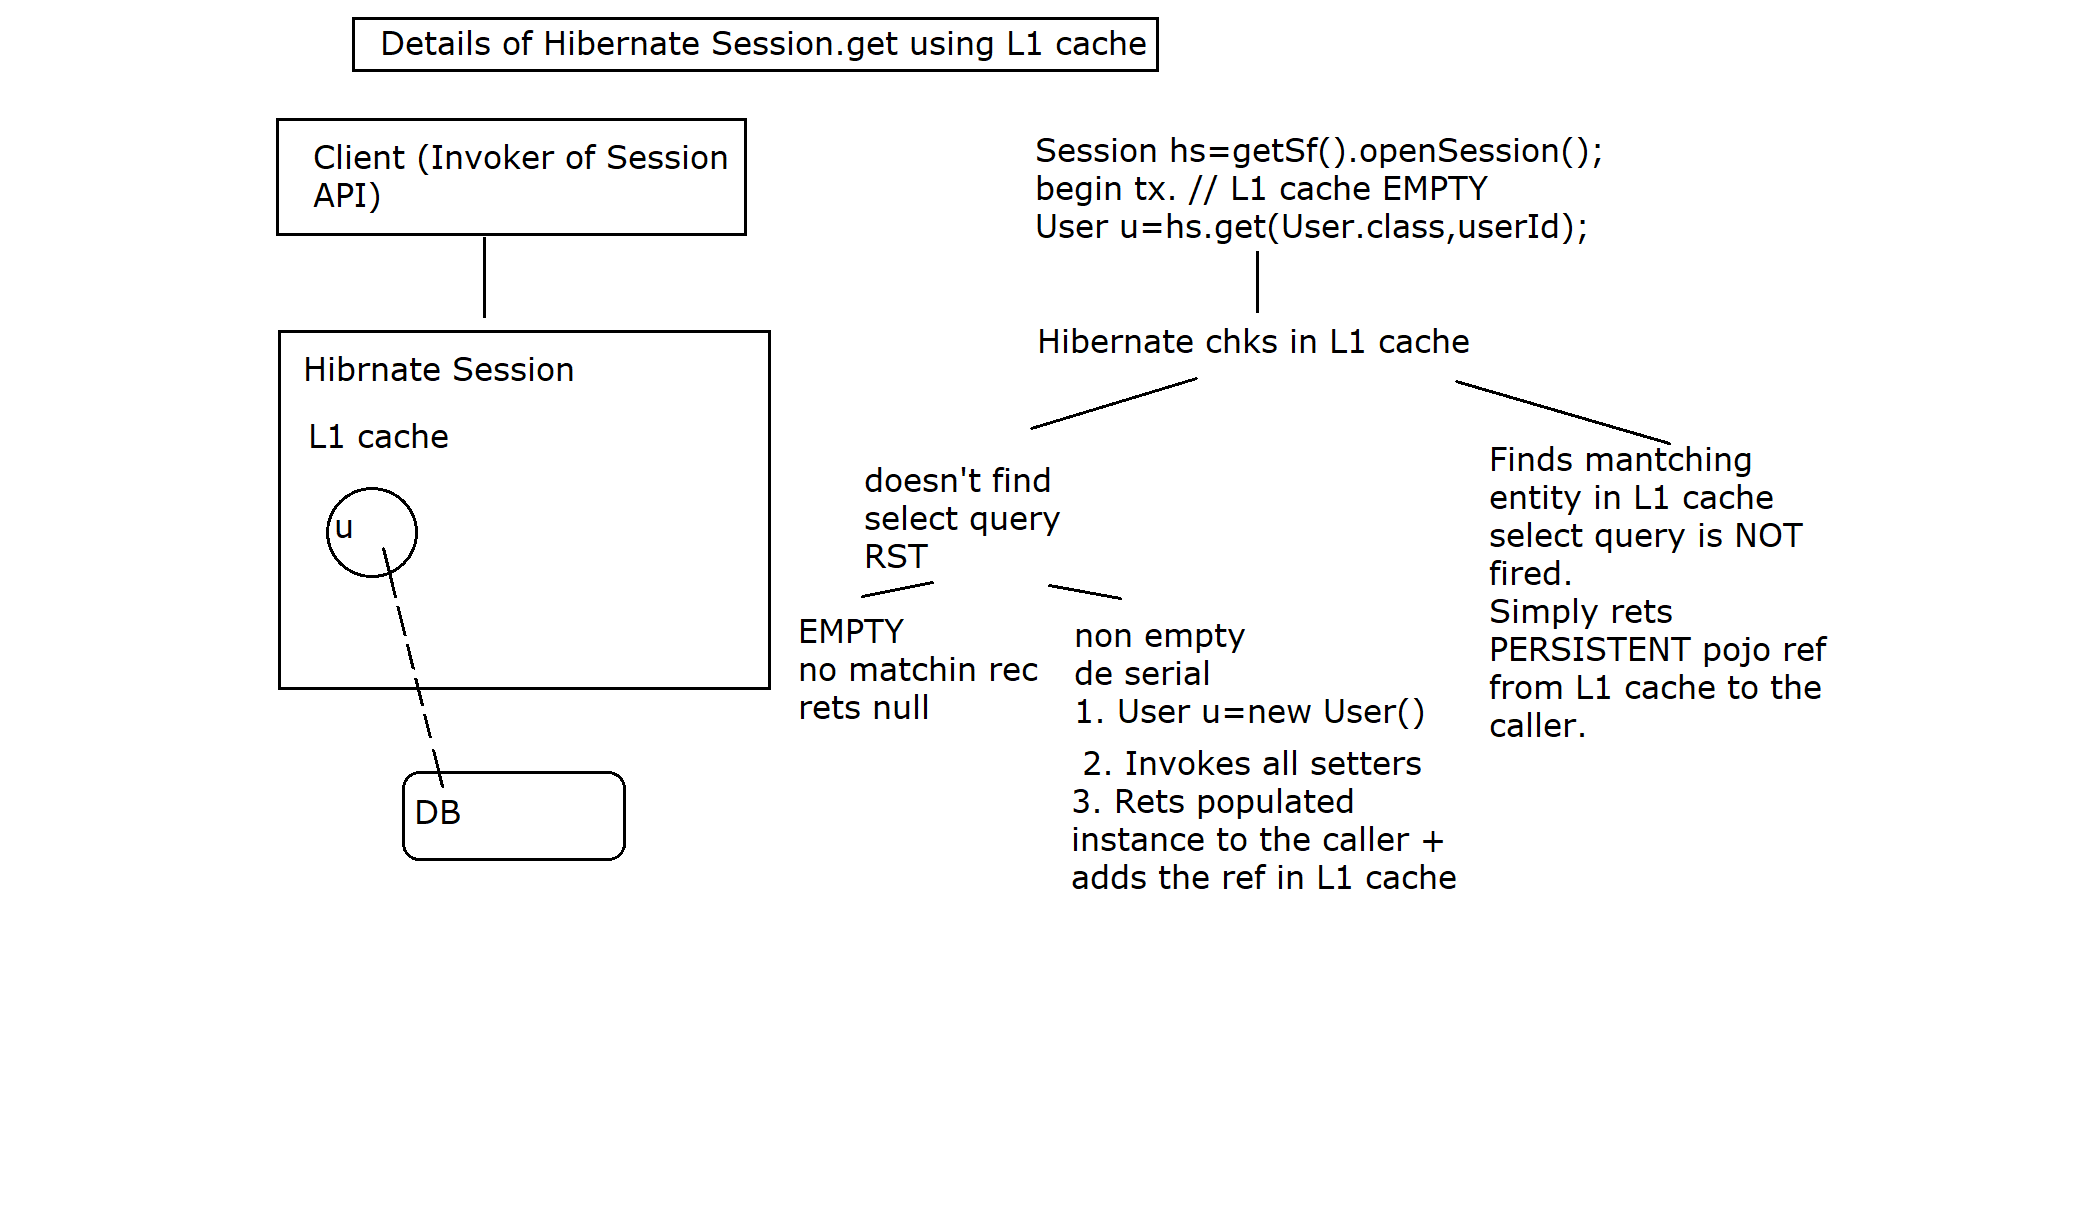 Details of Hibernate Session.get using L1 cache
Client (Invoker of Session
API)
Hibrnate Session
L1 cache
u
DB
Session hs=getSf().openSession();
begin tx. // L1 cache EMPTY
User u=hs.get(User.class,userId);
Hibernate chks in L1 cache
doesn't find
select query
RST
EMPTY
no matchin rec
rets null
non empty
de serial
1. User u=new User()
2. Invokes all setters
3. Rets populated
instance to the caller +
adds the ref in L1 cache
Finds mantching
entity in L1 cache
select query is NOT
fired.
Simply rets
PERSISTENT pojo ref
from L1 cache to the
caller.